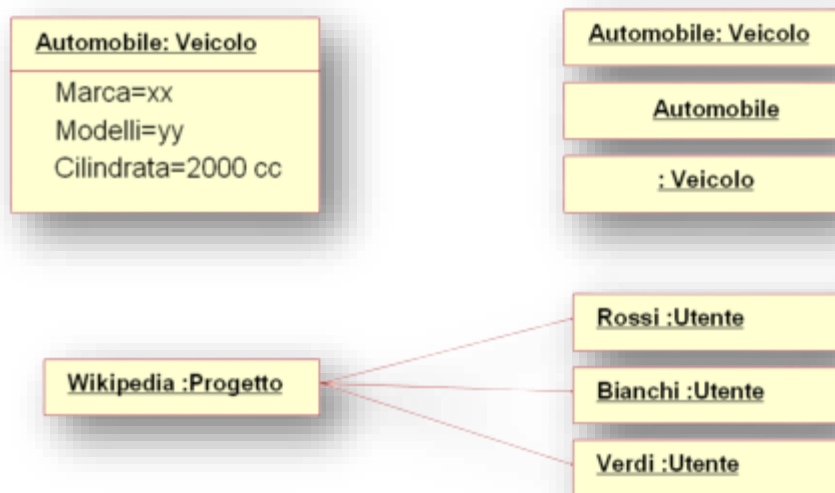 Automobile: Veicolo
Marca=xx
Modelli=yy
Cilindrata=2000 cc
Automobile: Veicolo
Automobile
: Veicolo
Wikipedia :Progetto
Rossi :Utente
Bianchi :Utente
Verdi :Utente